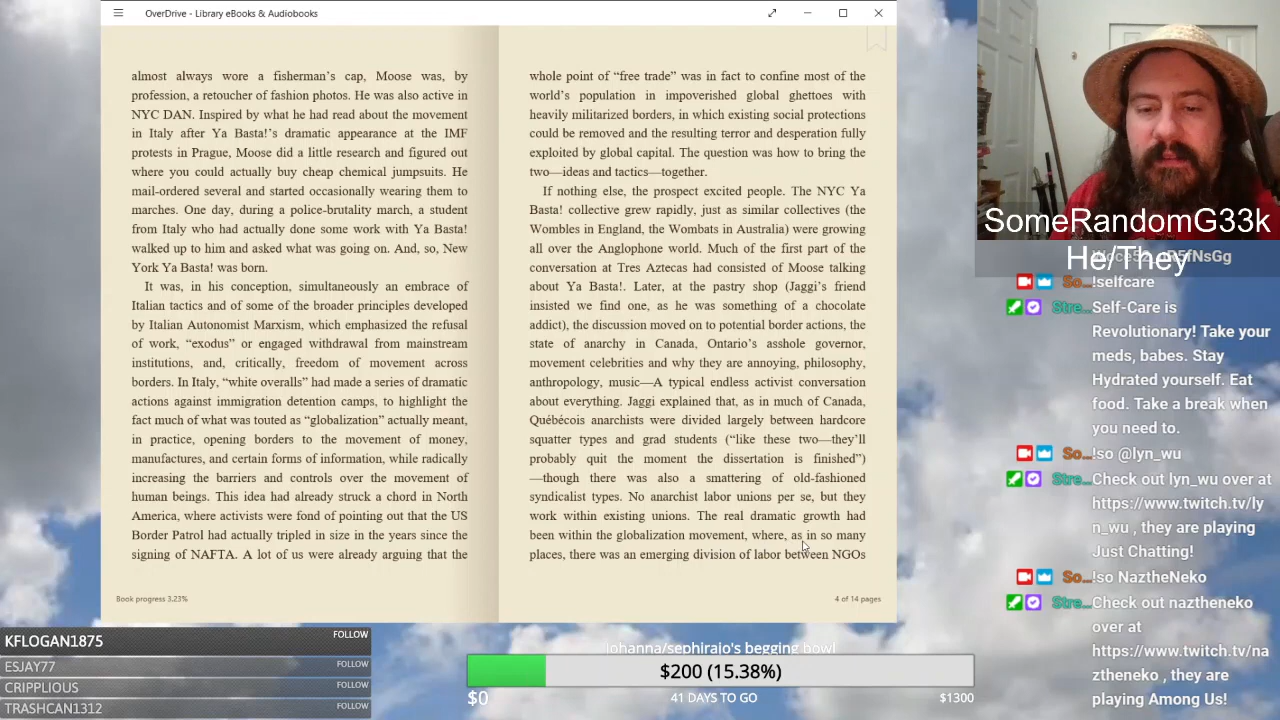 OverDrive - Library eBooks & Audiobooks
almost always wore a fisherman’s cap, Moose was, by
profession, a retoucher of fashion photos. He was also active in
NYC DAN. Inspired by what he had read about the movement
in Italy after Ya Basta!’s dramatic appearance at the IMF
protests in Prague, Moose did a little research and figured out
where you could actually buy cheap chemical jumpsuits. He
mail-ordered several and started occasionally wearing them to
marches. One day, during a police-brutality march, a student
from Italy who had actually done some work with Ya Basta!
walked up to him and asked what was going on. And, so, New
York Ya Basta! was born.
It was, in his conception, simultaneously an embrace of
Italian tactics and of some of the broader principles developed
by Italian Autonomist Marxism, which emphasized the refusal
of work, “exodus” or engaged withdrawal from mainstream
institutions, and, critically, freedom of movement across
borders. In Italy, “white overalls” had made a series of dramatic
actions against immigration detention camps, to highlight the
fact much of what was touted as “globalization” actually meant,
in practice, opening borders to the movement of money,
manufactures, and certain forms of information, while radically
increasing the barriers and controls over the movement of
human beings. This idea had already struck a chord in North
America, where activists were fond of pointing out that the US
Border Patrol had actually tripled in size in the years since the
signing of NAFTA. A lot of us were already arguing that the
Book progress 3.23%
whole point of “free trade” was in fact to confine most of the
world’s population in impoverished global ghettoes with
heavily militarized borders, in which existing social protections
could be removed and the resulting terror and desperation fully
exploited by global capital. The question was how to bring the
two—ideas and tactics—together.
If nothing else, the prospect excited people. The NYC Ya
Basta! collective grew rapidly, just as similar collectives (the
Wombles in England, the Wombats in Australia) were growing
all over the Anglophone world. Much of the first part of the
conversation at Tres Aztecas had consisted of Moose talking
about Ya Basta!. Later, at the pastry shop (Jaggi’s friend
insisted we find one, as he was something of a chocolate
addict), the discussion moved on to potential border actions, the
state of anarchy in Canada, Ontario’s asshole governor,
movement celebrities and why they are annoying, philosophy,
anthropology, music—A typical endless activist conversation
about everything. Jaggi explained that, as in much of Canada,
Québécois anarchists were divided largely between hardcore
squatter types and grad students (“like these two—they’ll
probably quit the moment the dissertation is finished”)
—though there was also a smattering of old-fashioned
syndicalist types. No anarchist labor unions per se, but they
work within existing unions. The real dramatic growth had
been within the globalization movement, where, as in so many
places, there was an emerging division of labor between NGOs
4 of 14 pages
SomeRandomG33k
He/They
So...!selfcare
Stre...Self-Care is
Revolutionary! Take your
meds, babes. Stay
Hydrated yourself. Eat
food. Take a break when
you need to.
So...!so @lyn_wu
Stre...Check out lyn_wu over at
https://www.twitch.tv/ly
n_wu , they are playing
Just Chatting!
So...!so NaztheNeko
Stre...Check out naztheneko
over at
https://www.twitch.tv/na
ztheneko , they are
playing Among Us!
KFLOGAN1875 FOLLOW
ESJAY77 FOLLOW
CRIPPLIOUS FOLLOW
TRASHCAN1312 FOLLOW
Johanna/sephiraio's begging bowl
$200 (15.38%)
$0 41 DAYS TO GO $1300